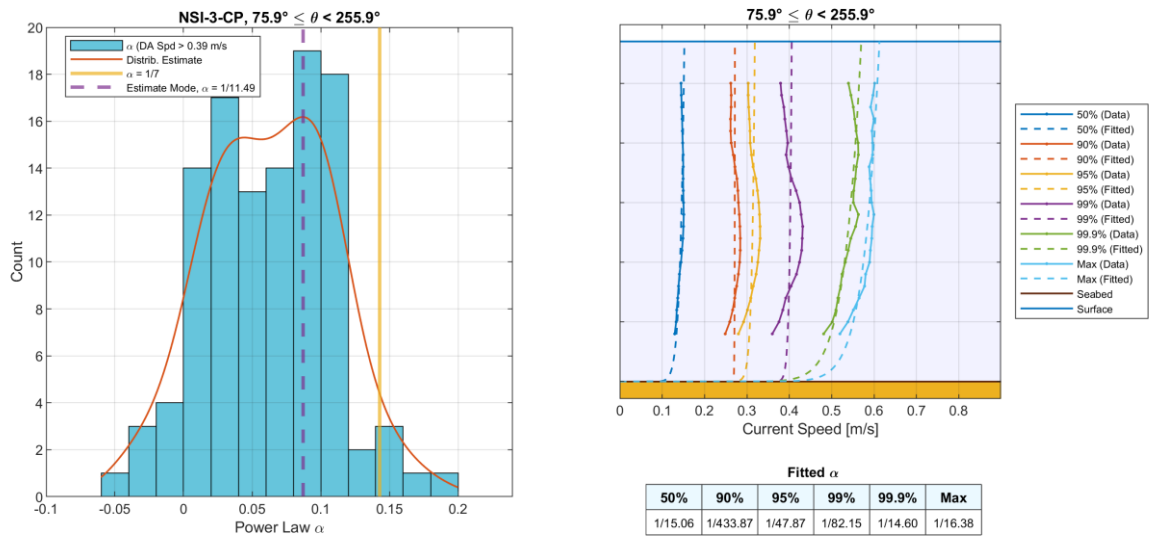 NSI-3-CP, 75.9° ≤ θ < 255.9°
α (DA Spd > 0.39 m/s
Distrib. Estimate
α = 1/7
Estimate Mode, α = 1/11.49
20
18
16
14
12
10
8
6
4
2
0
Count
-0.1 -0.05 0 0.05 0.1 0.15 0.2
Power Law α
75.9° ≤ θ < 255.9°
50% (Data)
50% (Fitted)
90% (Data)
90% (Fitted)
95% (Data)
95% (Fitted)
99% (Data)
99% (Fitted)
99.9% (Data)
99.9% (Fitted)
Max (Data)
Max (Fitted)
Seabed
Surface
0 0.1 0.2 0.3 0.4 0.5 0.6 0.7 0.8
Current Speed [m/s]
Fitted α
50% 90% 95% 99% 99.9% Max
1/15.06 1/433.87 1/47.87 1/82.15 1/14.60 1/16.38